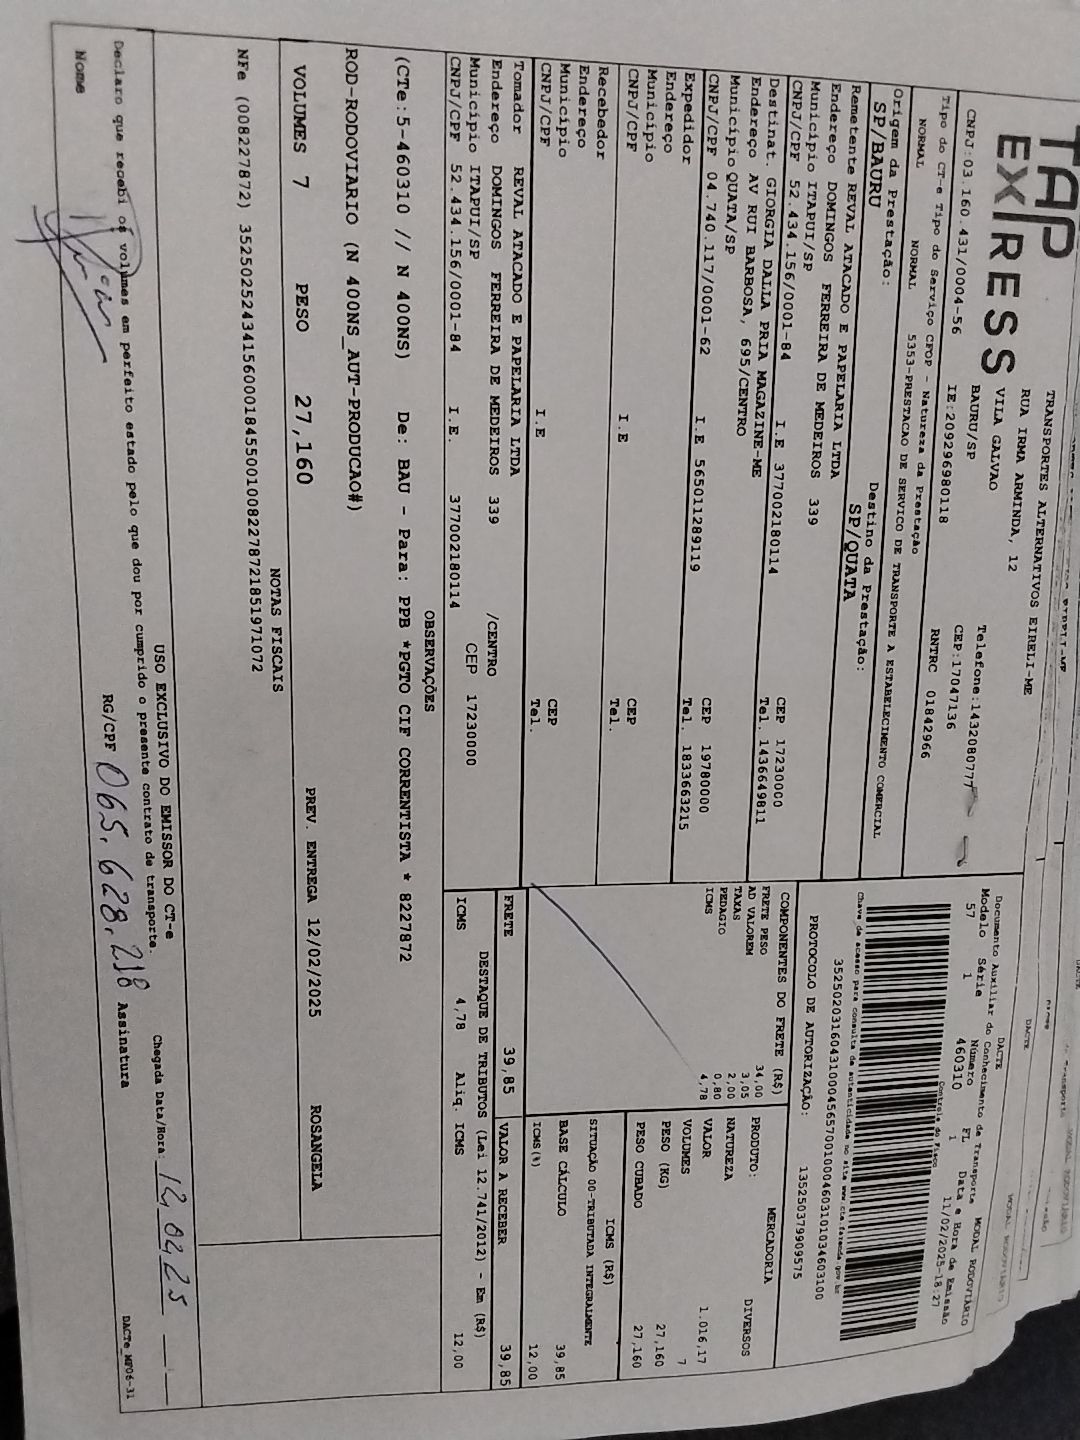 TAP
EXPRESS
TRANSPORTES ALTERNATIVOS EIRELI-ME
RUA IRMA ARMINDA, 12
VILA GALVAO
BAURU/SP
Telefone:1432080777
CEP:17047136
CNPJ:03.160.431/0004-56 IE:209296980118 RNTRC 01842966
DACTE
Documento Auxiliar do Conhecimento de Transporte MODAL RODOVIÁRIO
Modelo Série Número FL Data e Hora de Emissão
57 1 460310 1 11/02/2025-18:27
Controle do Fisco
Chave de acesso para consulta de autenticidade no site www.cte.fazenda.gov.br
PROTOCOLO DE AUTORIZAÇÃO: 135250379909575
Tipo do CT-e Tipo do Serviço CFOP - Natureza da Prestação
NORMAL NORMAL 5353-PRESTACAO DE SERVICO DE TRANSPORTE A ESTABELECIMENTO COMERCIAL
Origem da Prestação: Destino da Prestação:
SP/BAURU SP/QUATA
Remetente REVAL ATACADO E PAPELARIA LTDA
Endereço DOMINGOS FERREIRA DE MEDEIROS 339
Município ITAPUI/SP CEP 17230000
CNPJ/CPF 52.434.156/0001-84 I.E 377002180114 Tel. 1436649811
Destinat. GIORGIA DALLA PRIA MAGAZINE-ME
Endereço AV RUI BARBOSA, 695/CENTRO
Município QUATA/SP CEP 19780000
CNPJ/CPF 04.740.117/0001-62 I.E 565011289119 Tel. 1833663215
Expedidor
Endereço
Município CEP
CNPJ/CPF I.E Tel.
Recebedor
Endereço
Município CEP
CNPJ/CPF I.E Tel.
Tomador REVAL ATACADO E PAPELARIA LTDA
Endereço DOMINGOS FERREIRA DE MEDEIROS 339 /CENTRO
Município ITAPUI/SP CEP 17230000
CNPJ/CPF 52.434.156/0001-84 I.E. 377002180114
COMPONENTES DO FRETE (R$)
FRETE PESO 34,00
AD VALOREM 3,05
TAXAS 2,00
PEDAGIO 0,80
ICMS 4,78
MERCADORIA
PRODUTO: DIVERSOS
NATUREZA
VALOR 1.016,17
VOLUMES 7
PESO (KG) 27,160
PESO CUBADO 27,160
ICMS (R$)
SITUAÇÃO 00-TRIBUTADA INTEGRALMENTE
BASE CÁLCULO 39,85
ICMS(%) 12,00
FRETE 39,85 VALOR A RECEBER 39,85
DESTAQUE DE TRIBUTOS (Lei 12.741/2012) - Em (R$)
ICMS 4,78 Aliq. ICMS 12,00
OBSERVAÇÕES
(CTe:5-460310 // N 400NS) De: BAU - Para: PPB *PGTO CIF CORRENTISTA * 8227872
ROD-RODOVIARIO (N 400NS_AUT-PRODUCAO#)
VOLUMES 7 PESO 27,160 PREV. ENTREGA 12/02/2025 ROSANGELA
NOTAS FISCAIS
NFe (008227872) 35250252434156000184550010082278721851971072
USO EXCLUSIVO DO EMISSOR DO CT-e
Declaro que recebi os volumes em perfeito estado pelo que dou por cumprido o presente contrato de transporte.
Chegada Data/Hora: 12,02,25
Nome RG/CPF 065.628.218 Assinatura
DACTe_MF06-31